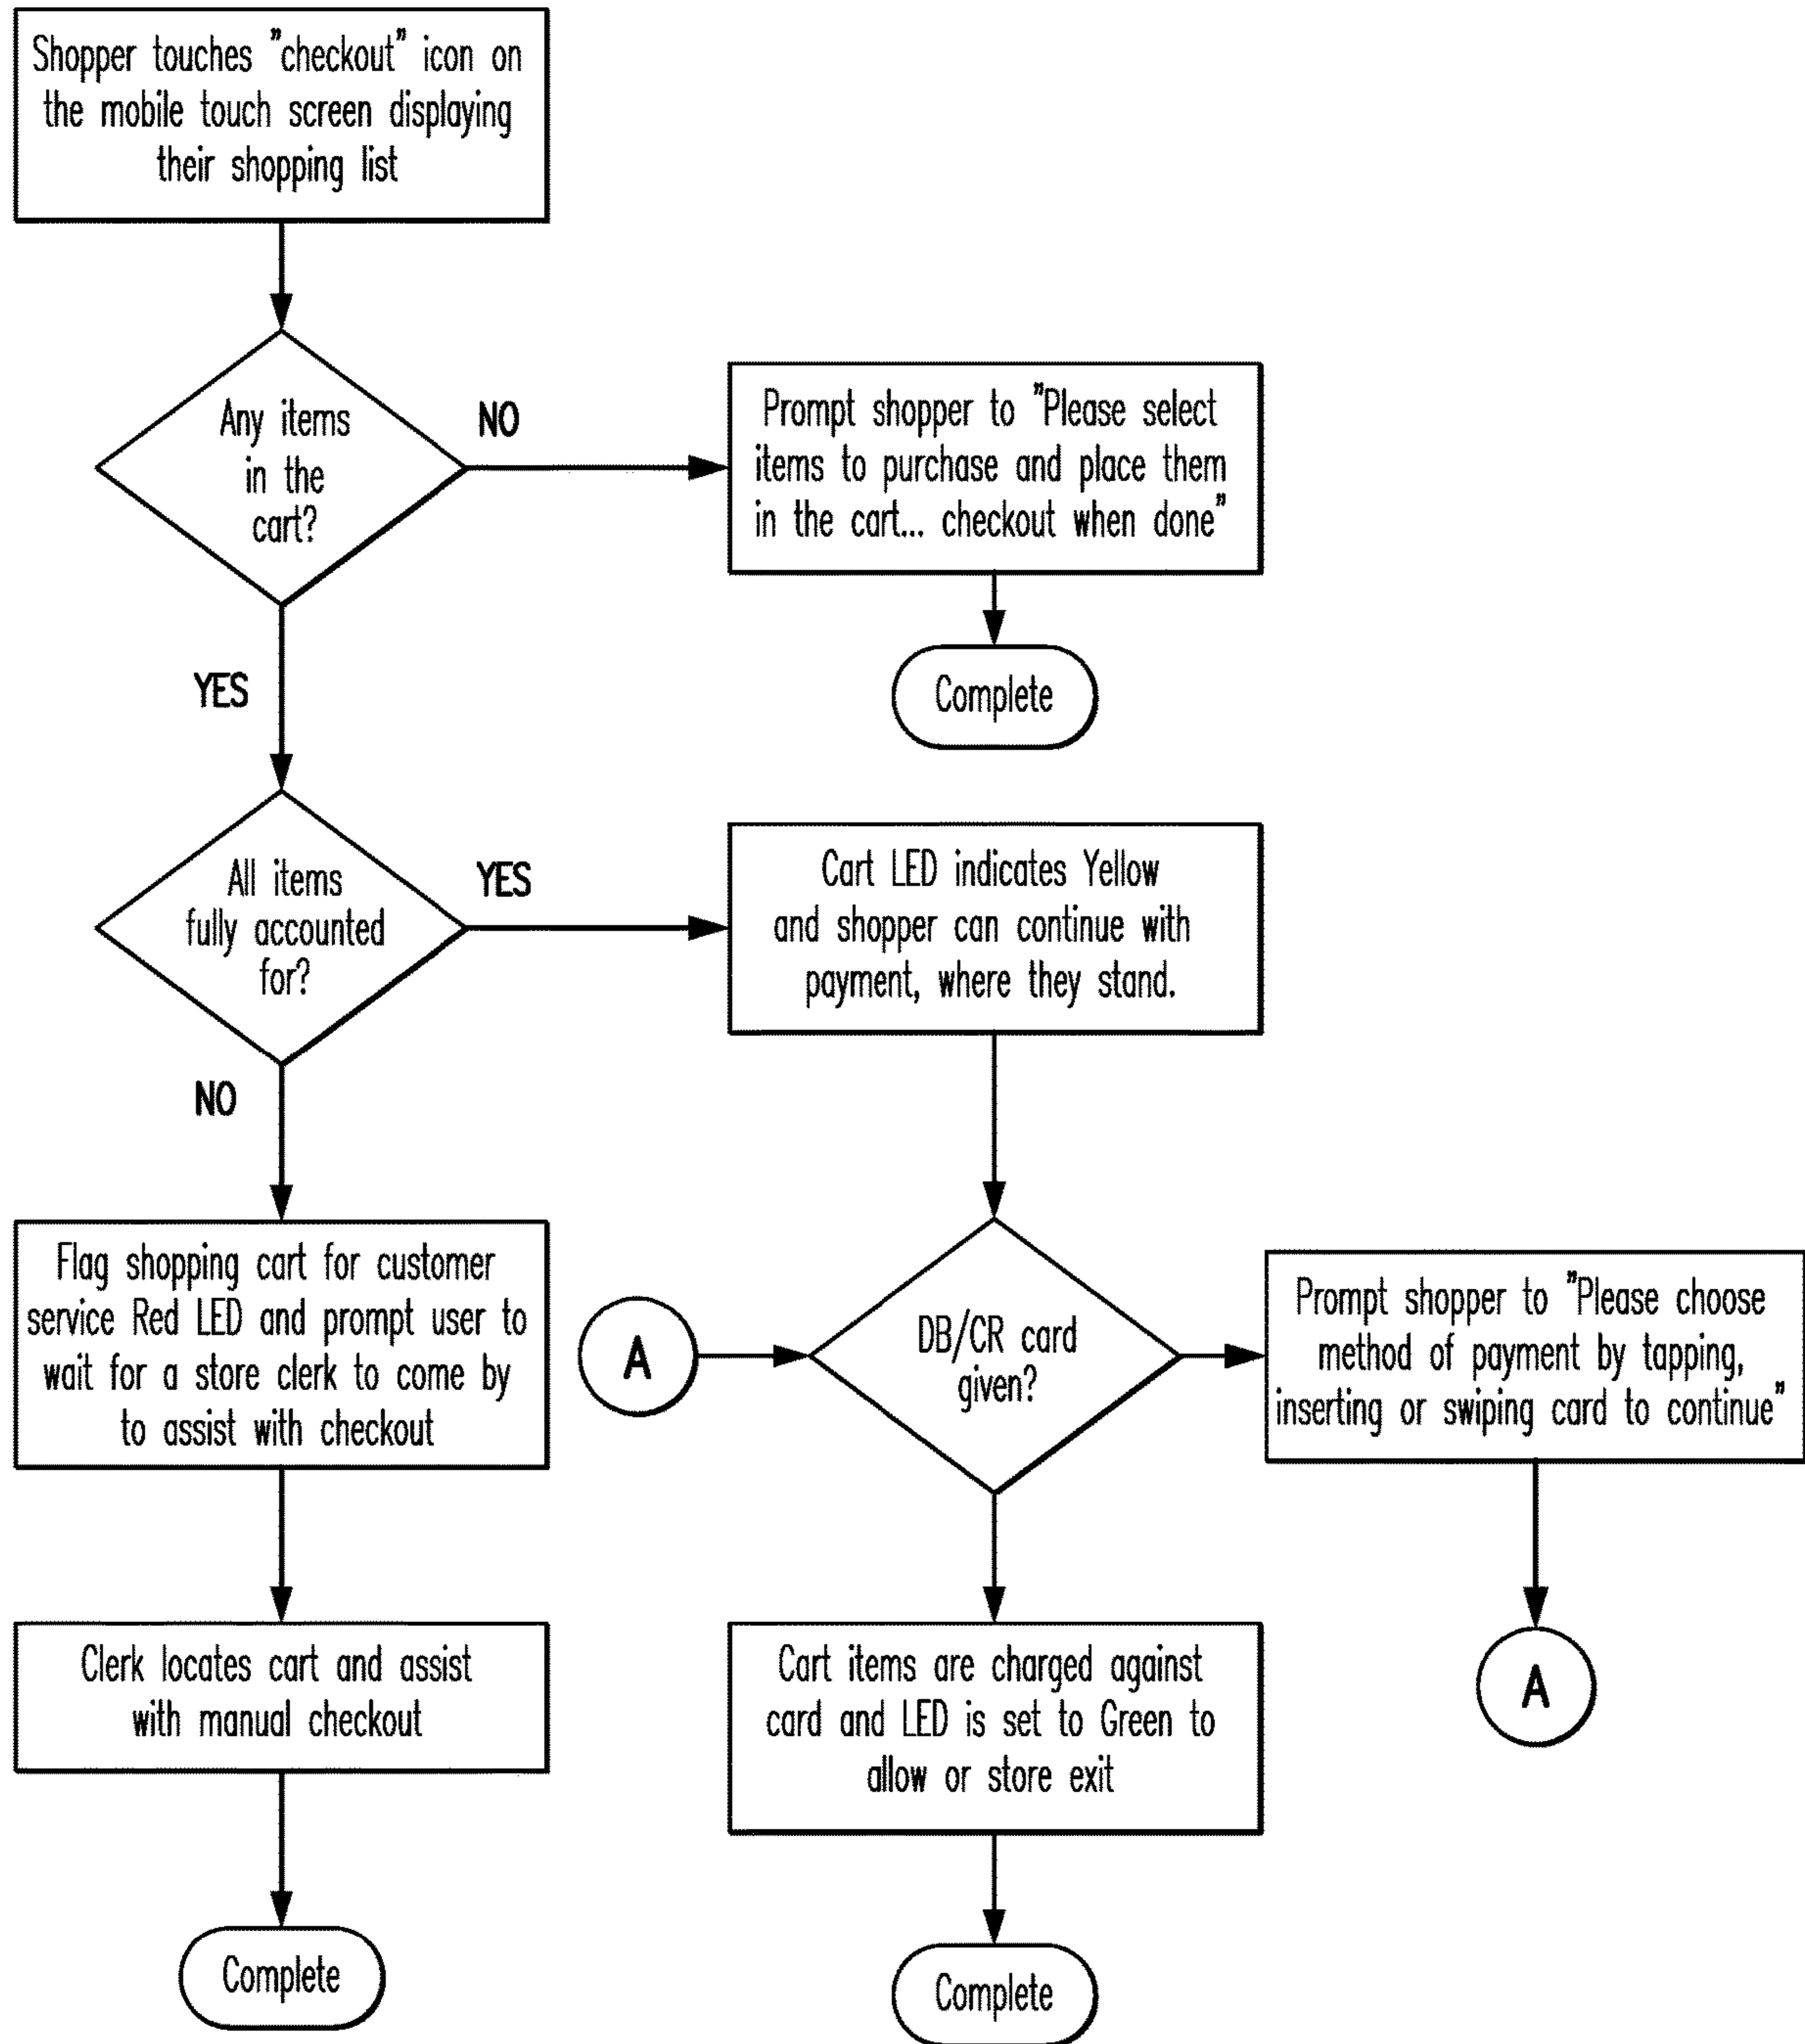 Shopper touches "checkout" icon on
the mobile touch screen displaying
their shopping list
Any items
in the
cart?
NO
Prompt shopper to "Please select
items to purchase and place them
in the cart... checkout when done"
Complete
YES
All items
fully accounted
for?
YES
Cart LED indicates Yellow
and shopper can continue with
payment, where they stand.
NO
Flag shopping cart for customer
service Red LED and prompt user to
wait for a store clerk to come by
to assist with checkout
A
DB/CR card
given?
Prompt shopper to "Please choose
method of payment by tapping,
inserting or swiping card to continue"
Clerk locates cart and assist
with manual checkout
Cart items are charged against
card and LED is set to Green to
allow or store exit
A
Complete
Complete